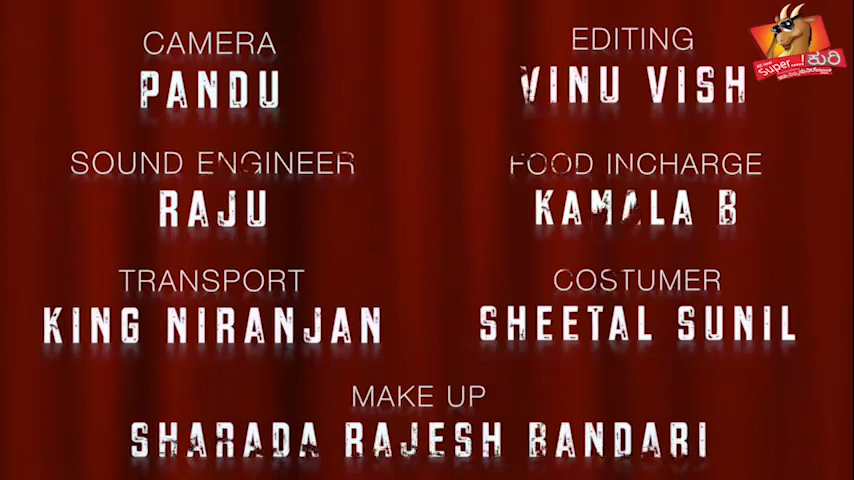 CAMERA
PANDU
EDITING
VINU VISH
SOUND ENGINEER
RAJU
FOOD INCHARGE
KAMALA B
TRANSPORT
KING NIRANJAN
COSTUMER
SHEETAL SUNIL
MAKE UP
SHARADA RAJESH BANDARI
Super.....! ಕುರಿ